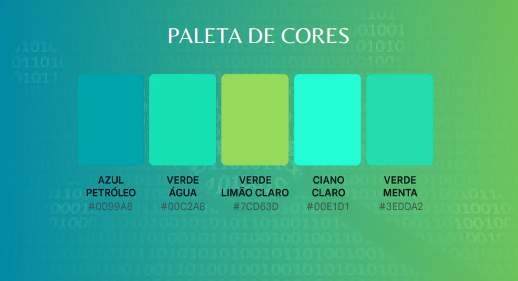 PALETA DE CORES
AZUL
PETRÓLEO
#0099A8
VERDE
ÁGUA
#00C2A8
VERDE
LIMÃO CLARO
#7CD63D
CIANO
CLARO
#00E1D1
VERDE
MENTA
#3EDDA2